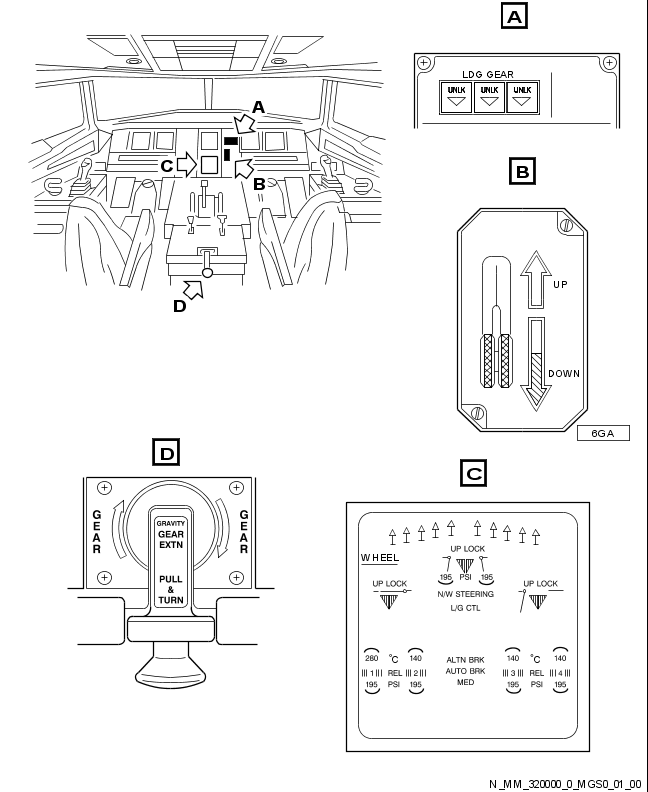 A
LDG GEAR
UNLK UNLK UNLK
A
C
B
D
B
UP
DOWN
6GA
D
GEAR
GRAVITY
GEAR
EXTN
PULL
&
TURN
GEAR
C
WHEEL
UP LOCK
195 PSI 195
UP LOCK
UP LOCK
N/W STEERING
L/G CTL
280 °C 140
1 REL 2
195 PSI 195
ALTN BRK
AUTO BRK
MED
140 °C 140
3 REL 4
195 PSI 195
N_MM_320000_0_MGS0_01_00